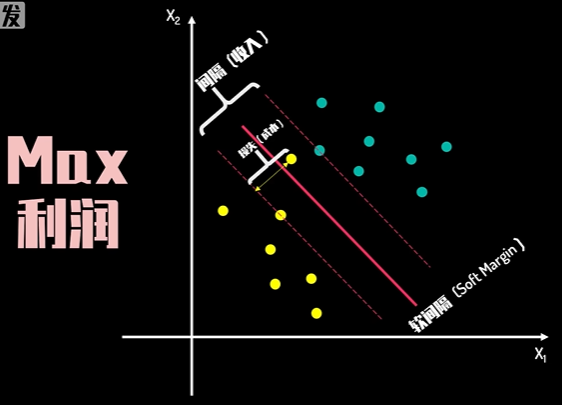 发
X₂
间隔（收入）
损失（成本）
Max
利润
软间隔（Soft Margin）
X₁